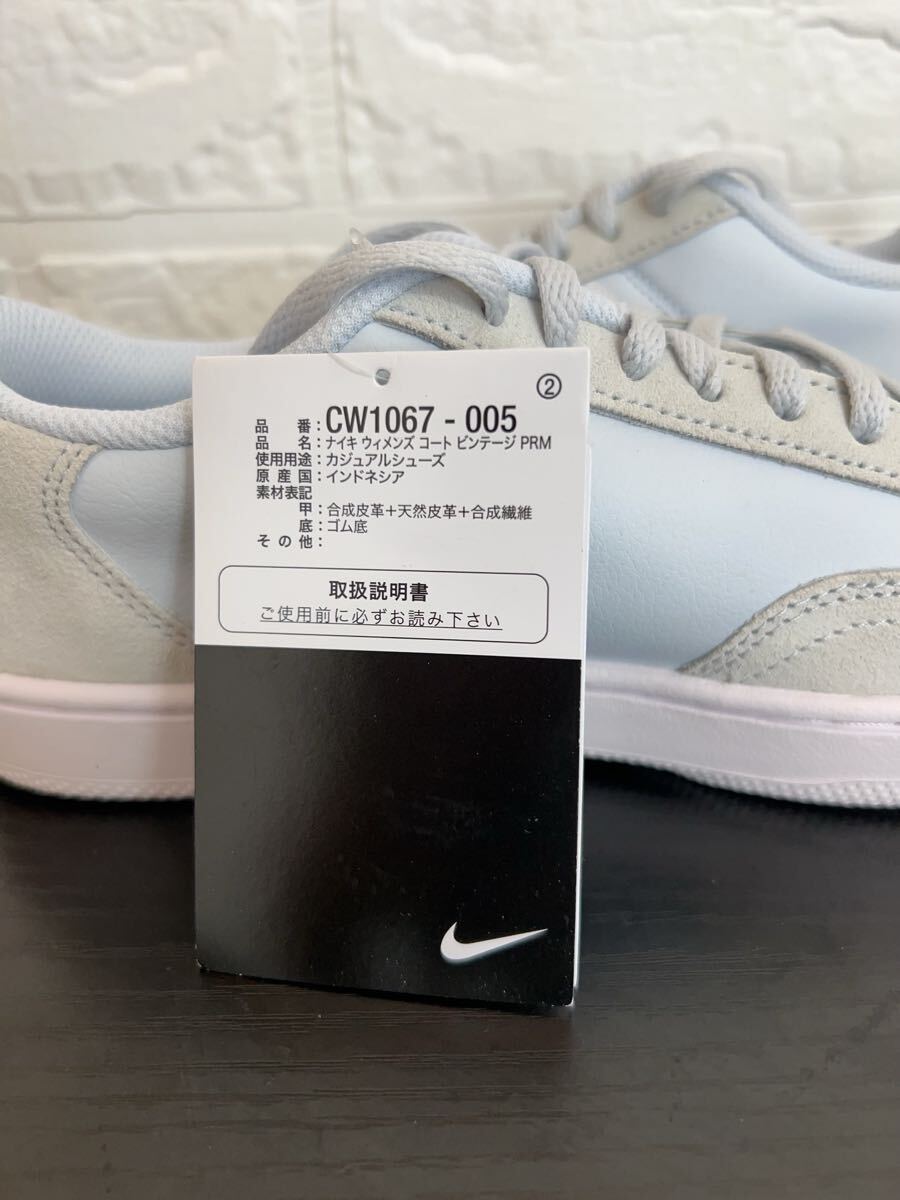 ②
品 番：CW1067 - 005
品 名：ナイキ ウィメンズ コート ビンテージ PRM
使用用途：カジュアルシューズ
原 産 国：インドネシア
素材表記
甲：合成皮革＋天然皮革＋合成繊維
底：ゴム底
そ の 他：
取扱説明書
ご使用前に必ずお読み下さい